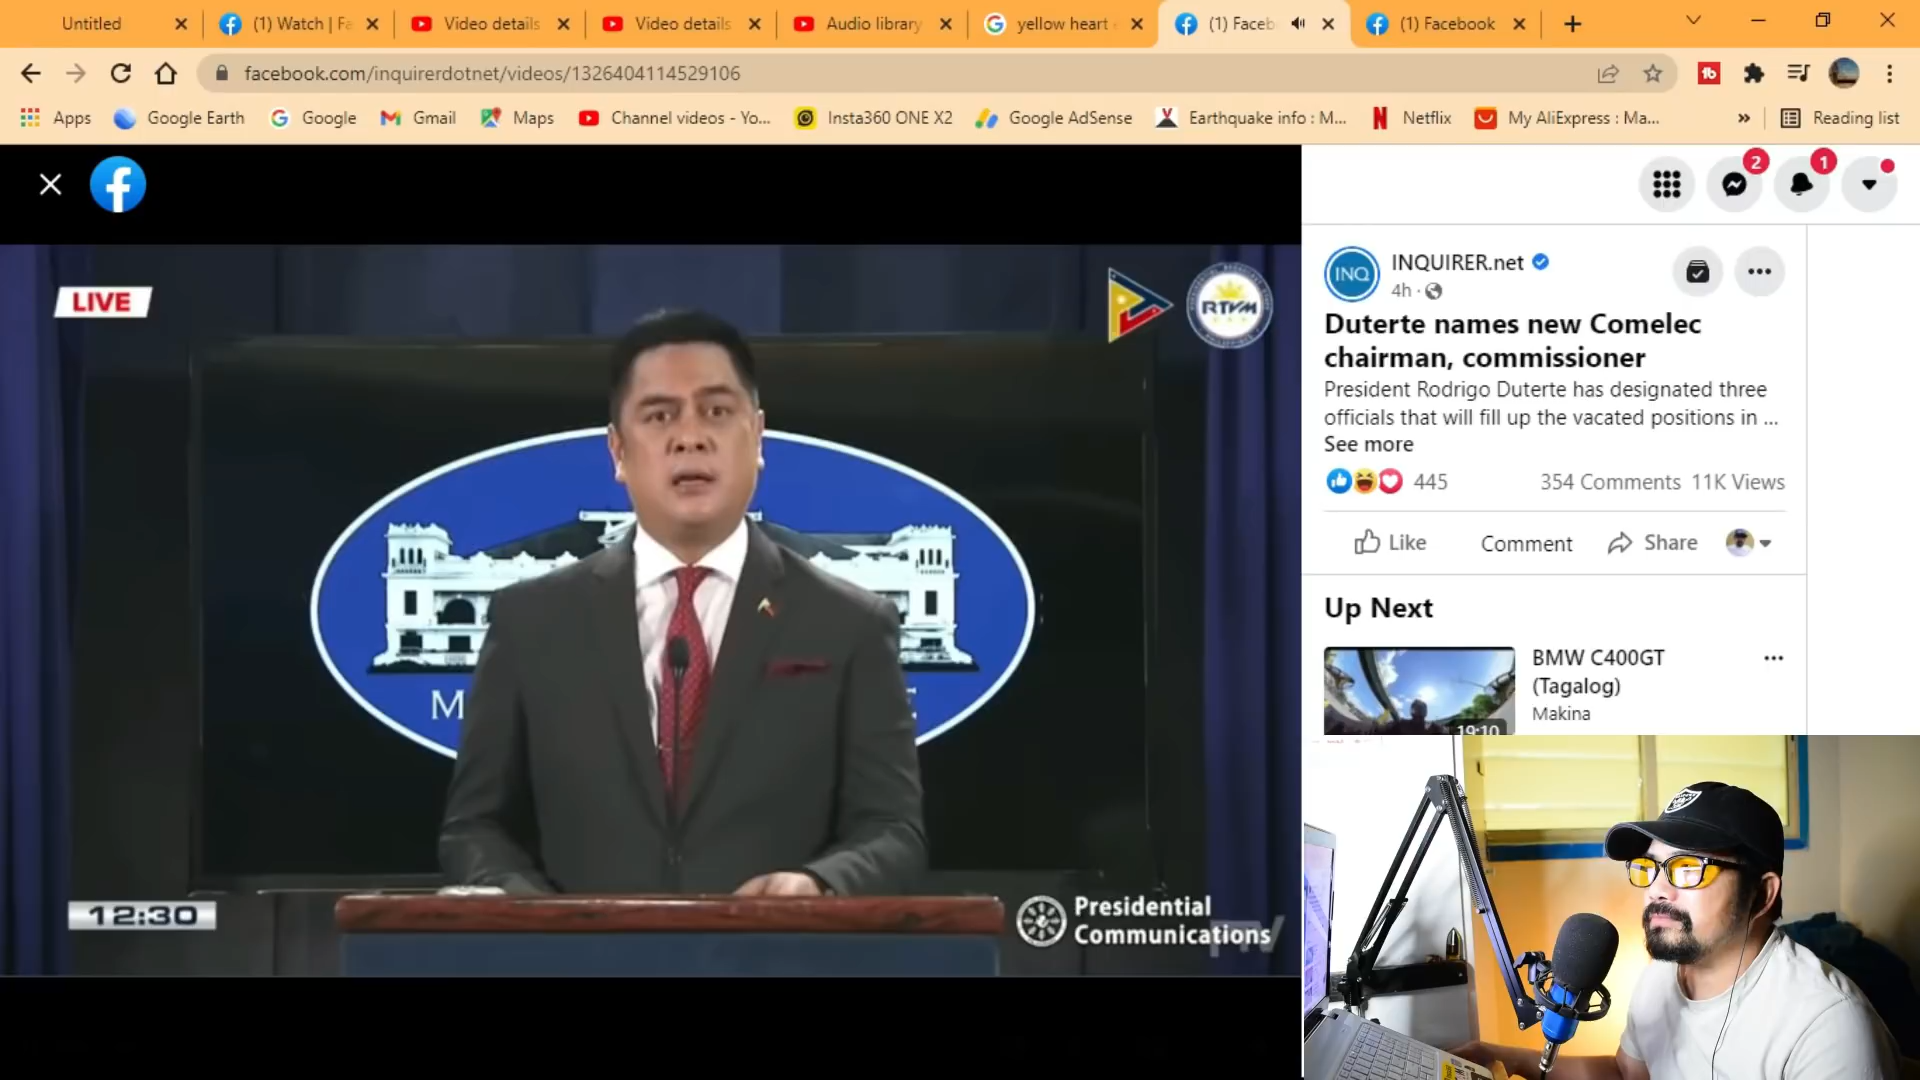 Untitled
(1) Watch | Fa
Video details
Video details
Audio library
yellow heart
(1) Faceb
(1) Facebook
facebook.com/inquirerdotnet/videos/1326404114529106
Apps
Google Earth
Google
Gmail
Maps
Channel videos - Yo...
Insta360 ONE X2
Google AdSense
Earthquake info : M...
Netflix
My AliExpress : Ma...
»
Reading list
LIVE
RTVM
M
12:30
Presidential
Communications
PTV
2
1
INQ
INQUIRER.net
4h ·
Duterte names new Comelec
chairman, commissioner
President Rodrigo Duterte has designated three
officials that will fill up the vacated positions in ...
See more
445
354 Comments 11K Views
Like
Comment
Share
Up Next
BMW C400GT
(Tagalog)
Makina
19:10